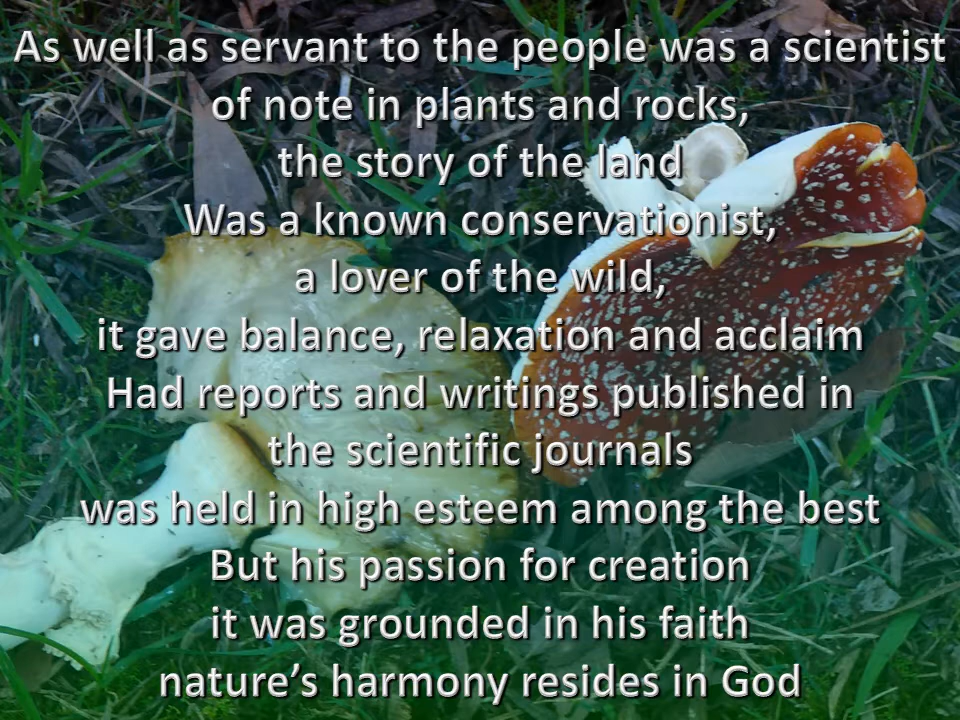 As well as servant to the people was a scientist
of note in plants and rocks,
the story of the land
Was a known conservationist,
a lover of the wild,
it gave balance, relaxation and acclaim
Had reports and writings published in
the scientific journals
was held in high esteem among the best
But his passion for creation
it was grounded in his faith
nature’s harmony resides in God